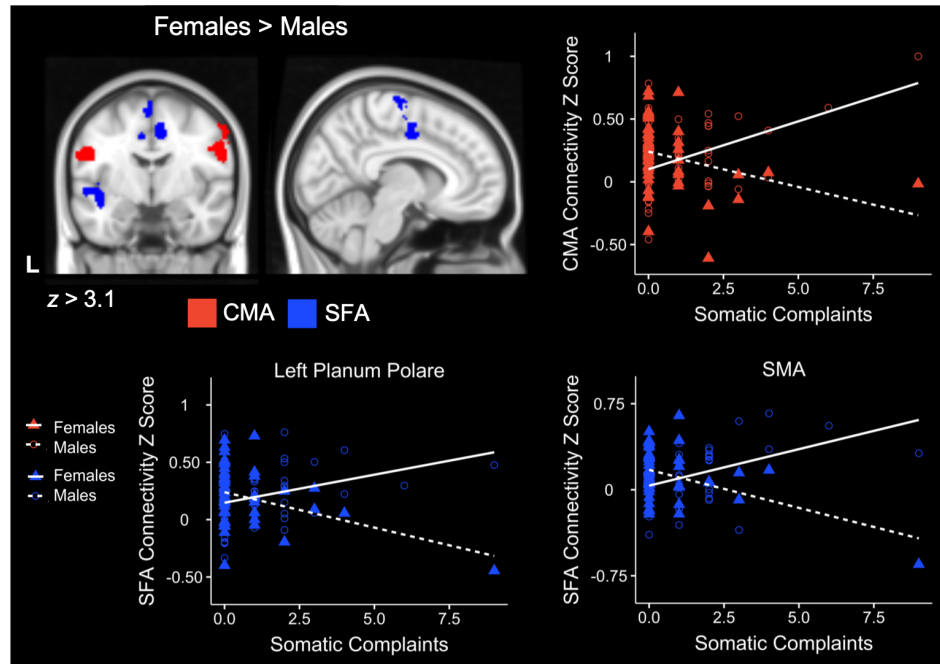 Females > Males
L
z > 3.1
CMA
SFA
CMA Connectivity Z Score
1
0.50
0
-0.50
0.0
2.5
5.0
7.5
Somatic Complaints
Females
Males
Females
Males
Left Planum Polare
SFA Connectivity Z Score
1
0.50
0
-0.50
0.0
2.5
5.0
7.5
Somatic Complaints
SMA
SFA Connectivity Z Score
0.75
0
-0.75
0.0
2.5
5.0
7.5
Somatic Complaints